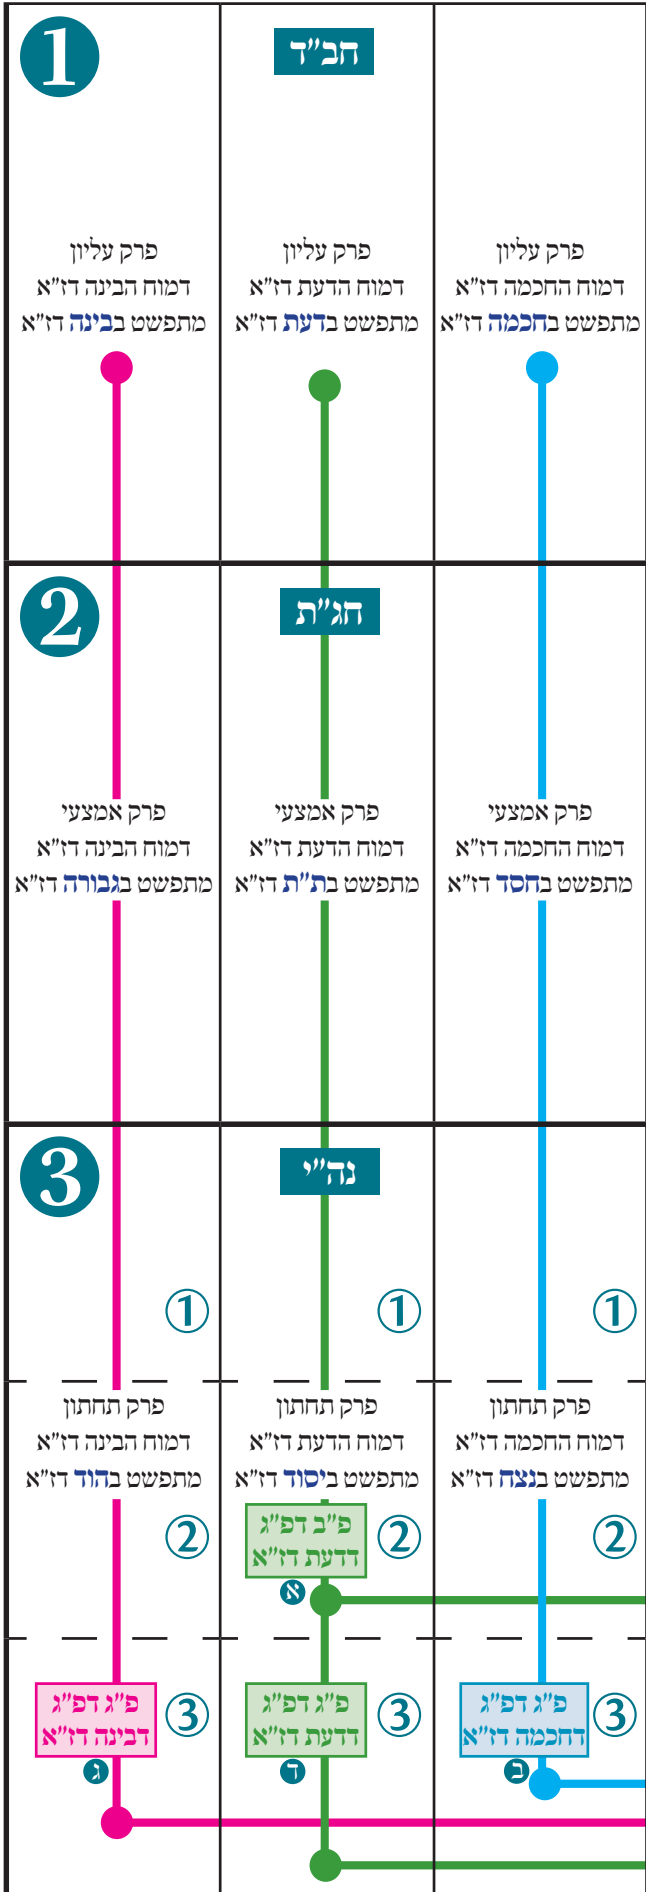 1
חב"ד
פרק עליון
דמוח החכמה דז"א
מתפשט בחכמה דז"א
פרק עליון
דמוח הדעת דז"א
מתפשט בדעת דז"א
פרק עליון
דמוח הבינה דז"א
מתפשט בבינה דז"א
2
חג"ת
פרק אמצעי
דמוח החכמה דז"א
מתפשט בחסד דז"א
פרק אמצעי
דמוח הדעת דז"א
מתפשט בת"ת דז"א
פרק אמצעי
דמוח הבינה דז"א
מתפשט בגבורה דז"א
3
נה"י
1
1
1
פרק תחתון
דמוח החכמה דז"א
מתפשט בנצח דז"א
פרק תחתון
דמוח הדעת דז"א
מתפשט ביסוד דז"א
פרק תחתון
דמוח הבינה דז"א
מתפשט בהוד דז"א
2
2
פ"ב דפ"ג
דדעת דז"א
א
2
3
פ"ג דפ"ג
דחכמה דז"א
ב
3
פ"ג דפ"ג
דדעת דז"א
ד
3
פ"ג דפ"ג
דבינה דז"א
ג